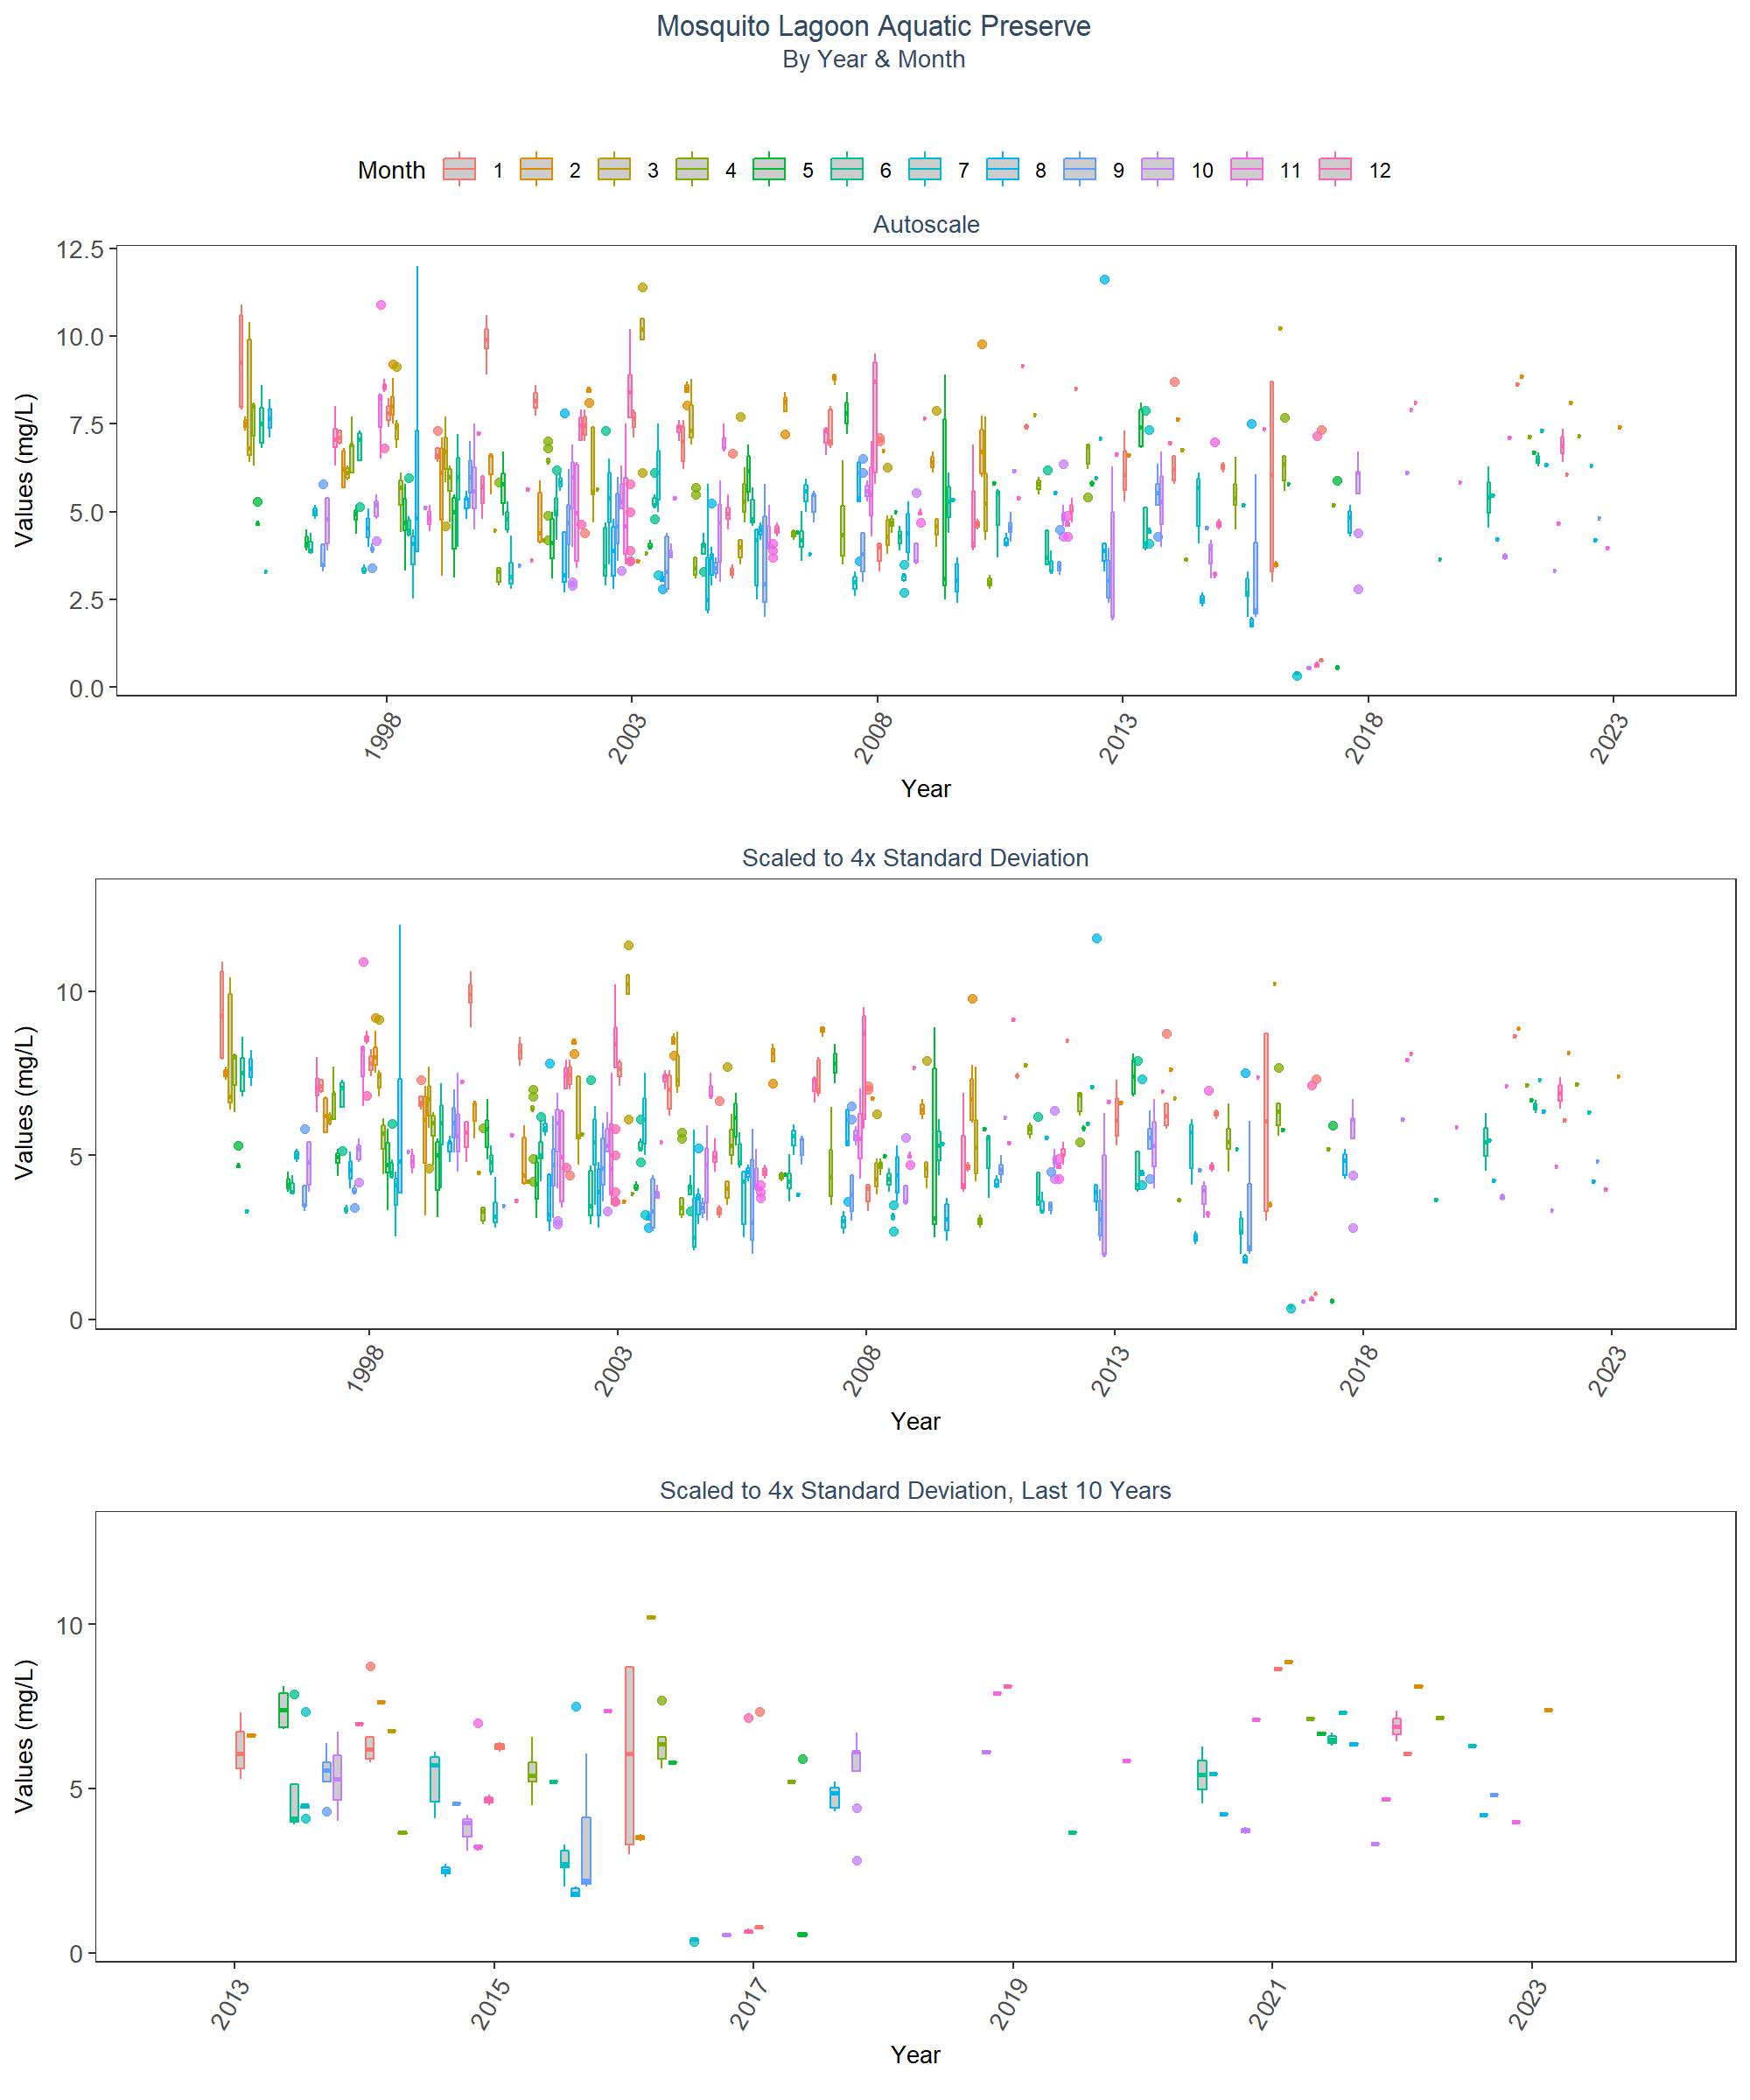 Mosquito Lagoon Aquatic Preserve
By Year & Month
Month 1 2 3 4 5 6 7 8 9 10 11 12
Autoscale
12.5
10.0
7.5
5.0
2.5
0.0
Values (mg/L)
1998 2003 2008 2013 2018 2023
Year
Scaled to 4x Standard Deviation
10
5
0
Values (mg/L)
1998 2003 2008 2013 2018 2023
Year
Scaled to 4x Standard Deviation, Last 10 Years
10
5
0
Values (mg/L)
2013 2015 2017 2019 2021 2023
Year